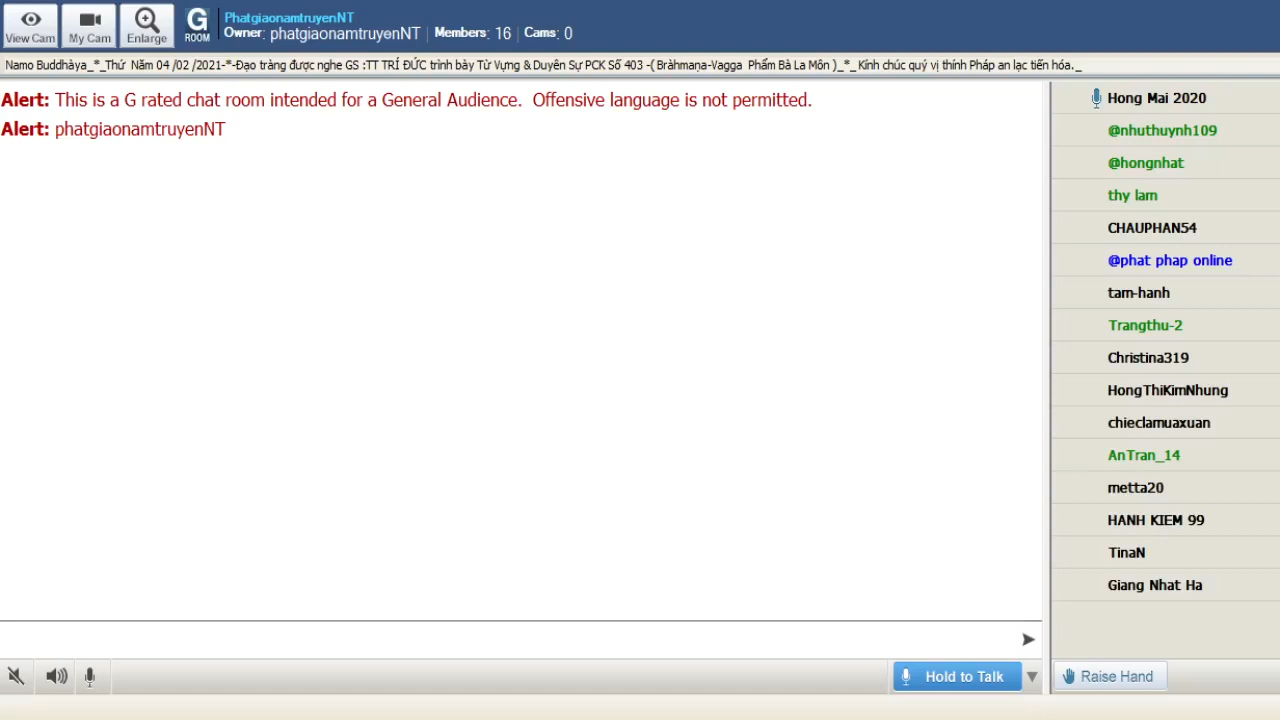 PhatgiaonamtruyenNT
View Cam My Cam Enlarge G ROOM Owner: phatgiaonamtruyenNT Members: 16 Cams: 0
Namo Buddhàya_*_Thứ Năm 04 /02 /2021-*-Đạo tràng được nghe GS :TT TRÍ ĐỨC trình bày Từ Vựng & Duyên Sự PCK Số 403 -( Bràhmaṇa-Vagga Phẩm Bà La Môn )_*_ Kính chúc quý vị thính Pháp an lạc tiến hóa._
Alert: This is a G rated chat room intended for a General Audience. Offensive language is not permitted.
Alert: phatgiaonamtruyenNT
Hong Mai 2020
@nhuthuynh109
@hongnhat
thy lam
CHAUPHAN54
@phat phap online
tam-hanh
Trangthu-2
Christina319
HongThiKimNhung
chieclamuaxuan
AnTran_14
metta20
HANH KIEM 99
TinaN
Giang Nhat Ha
Hold to Talk
Raise Hand